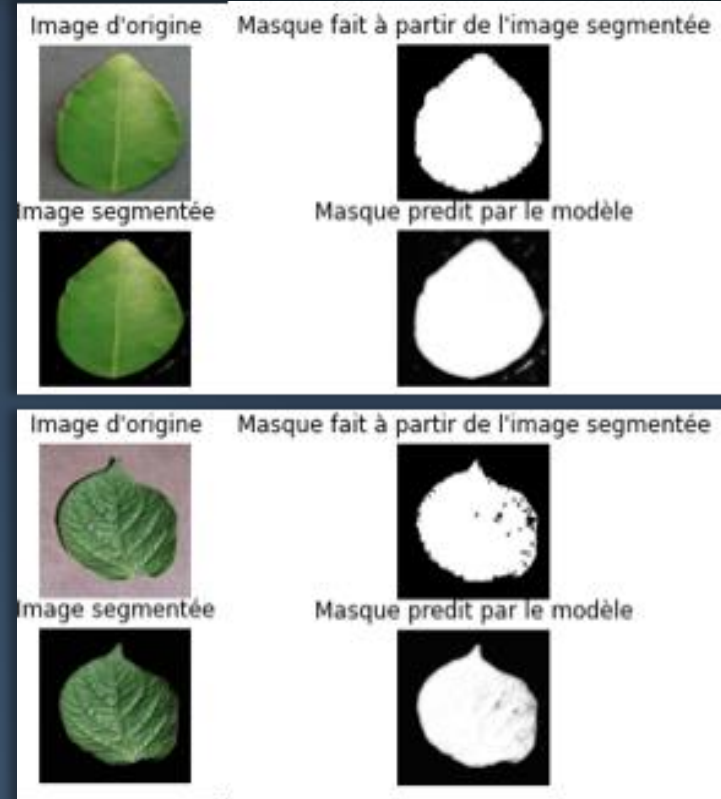 Image d'origine
Masque fait à partir de l'image segmentée
Image segmentée
Masque predit par le modèle
Image d'origine
Masque fait à partir de l'image segmentée
Image segmentée
Masque predit par le modèle